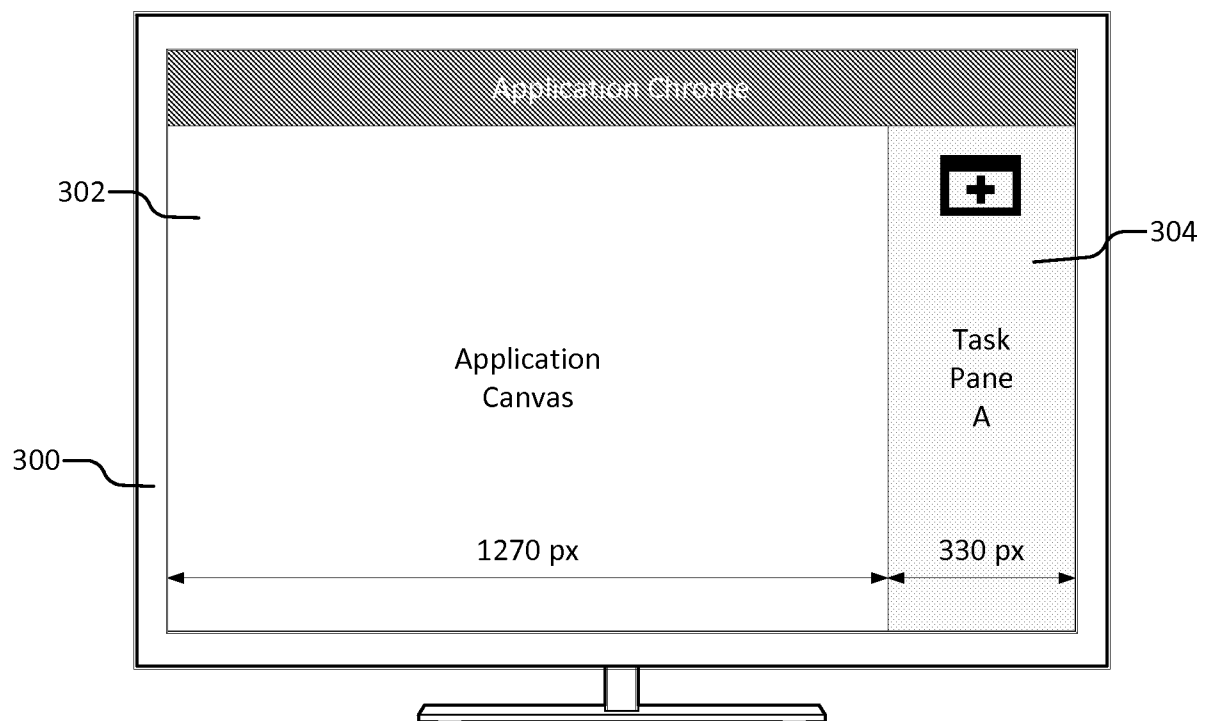 Application Chrome
302
304
Application
Canvas
Task
Pane
A
300
1270 px
330 px